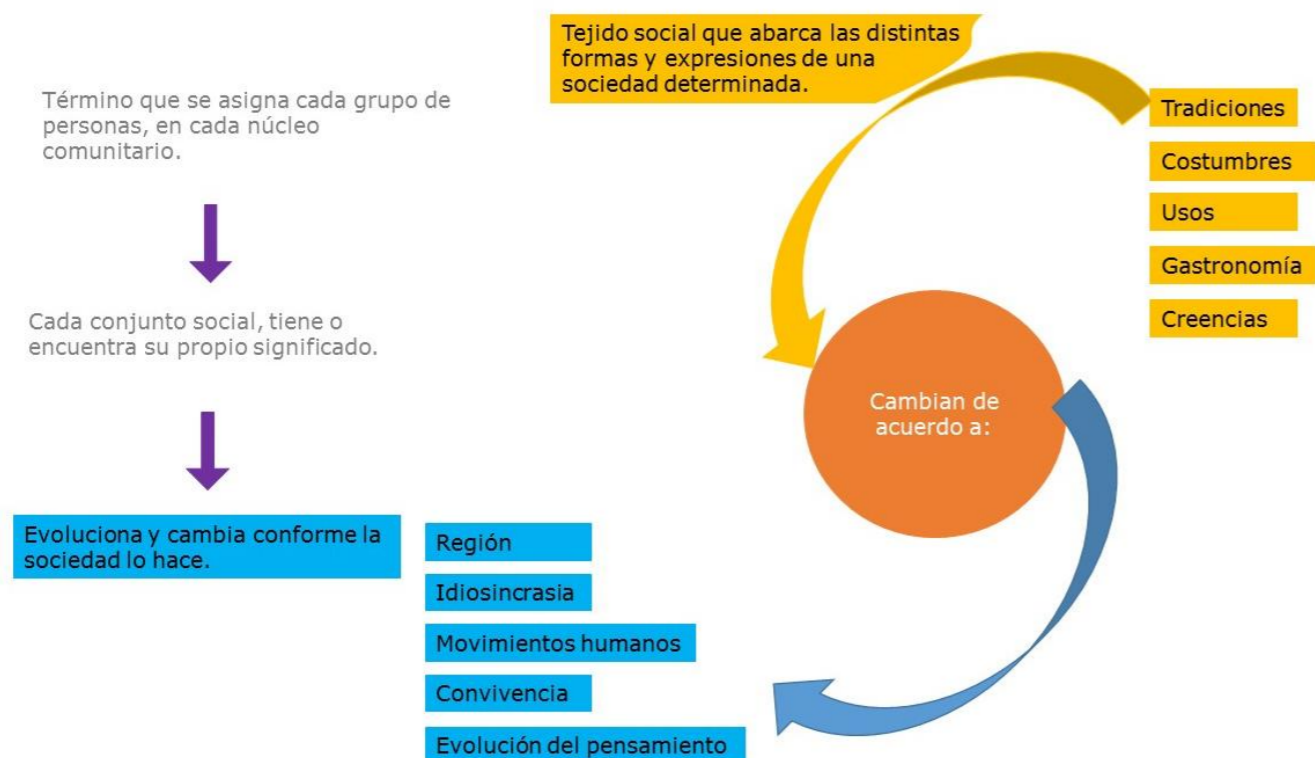 Tejido social que abarca las distintas
formas y expresiones de una
sociedad determinada.
Término que se asigna cada grupo de
personas, en cada núcleo
comunitario.
Tradiciones
Costumbres
Usos
Gastronomía
Creencias
Cada conjunto social, tiene o
encuentra su propio significado.
Cambian de
acuerdo a:
Evoluciona y cambia conforme la
sociedad lo hace.
Región
Idiosincrasia
Movimientos humanos
Convivencia
Evolución del pensamiento